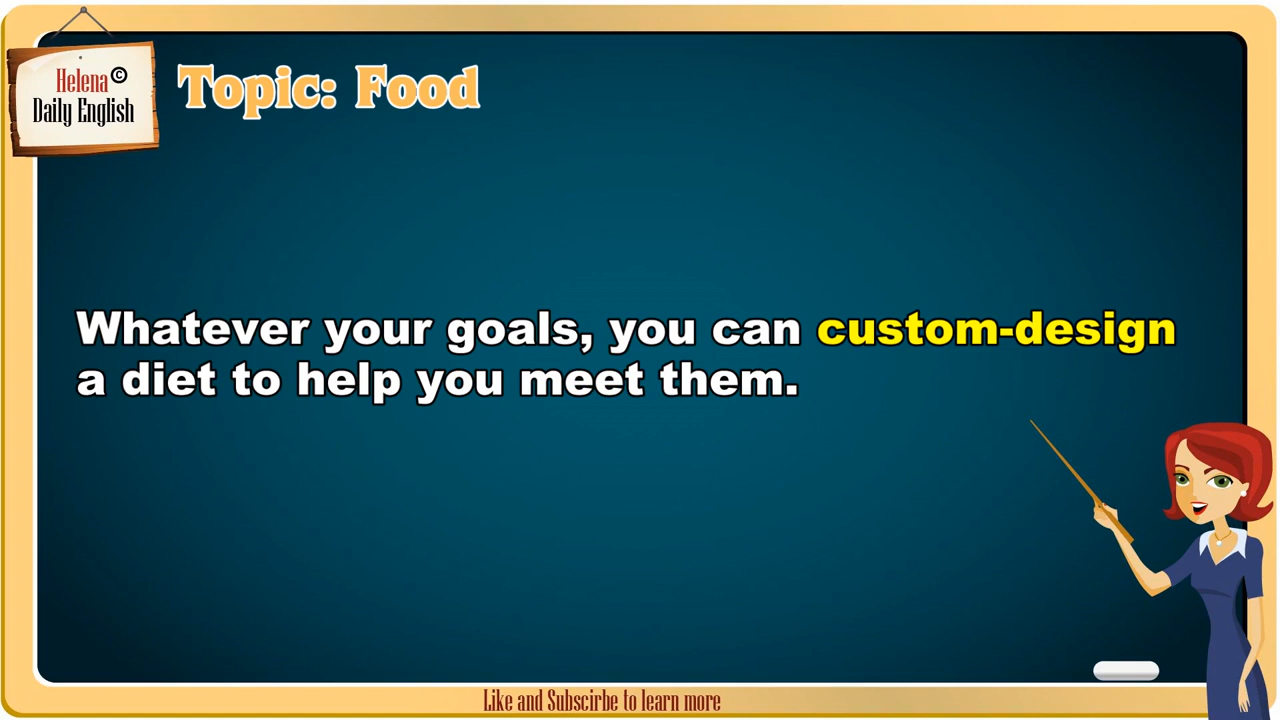 Helena ©
Daily English
Topic: Food
Whatever your goals, you can custom-design
a diet to help you meet them.
Like and Subscirbe to learn more